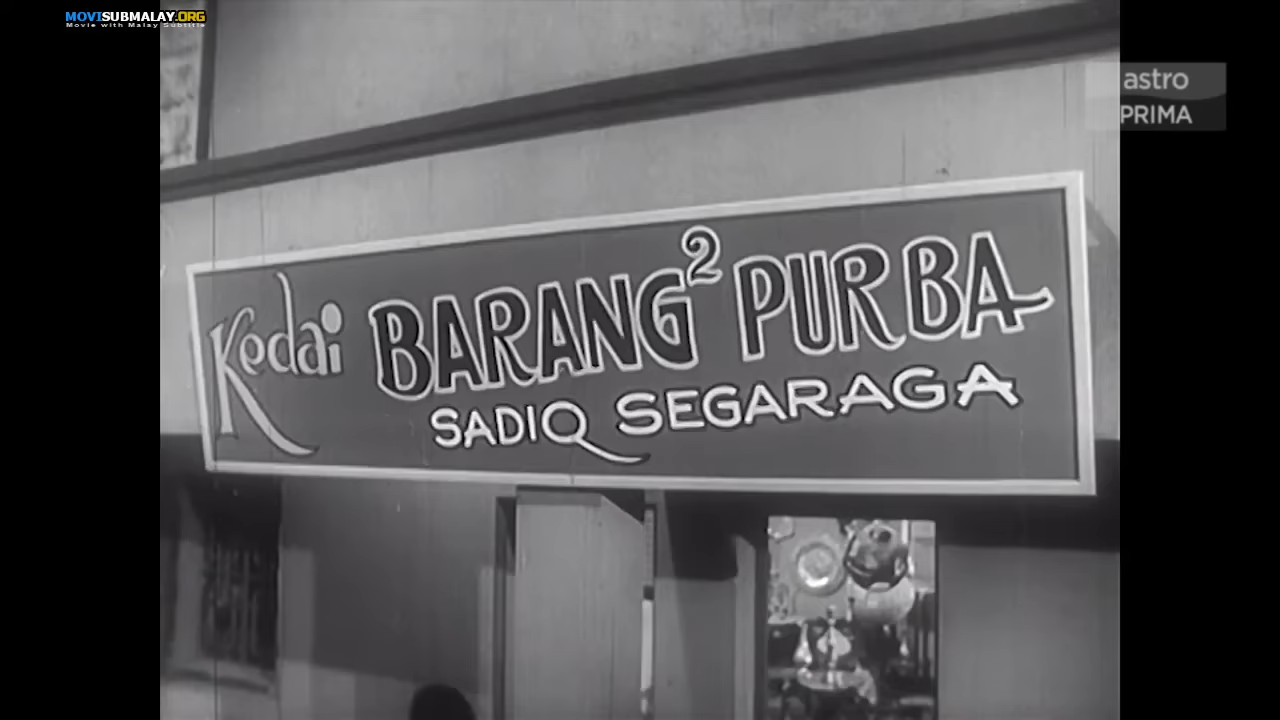 MOVISUBMALAY.ORG
Movie with Malay Subtitle
astro
PRIMA
Kedai BARANG² PURBA
SADIQ SEGARAGA